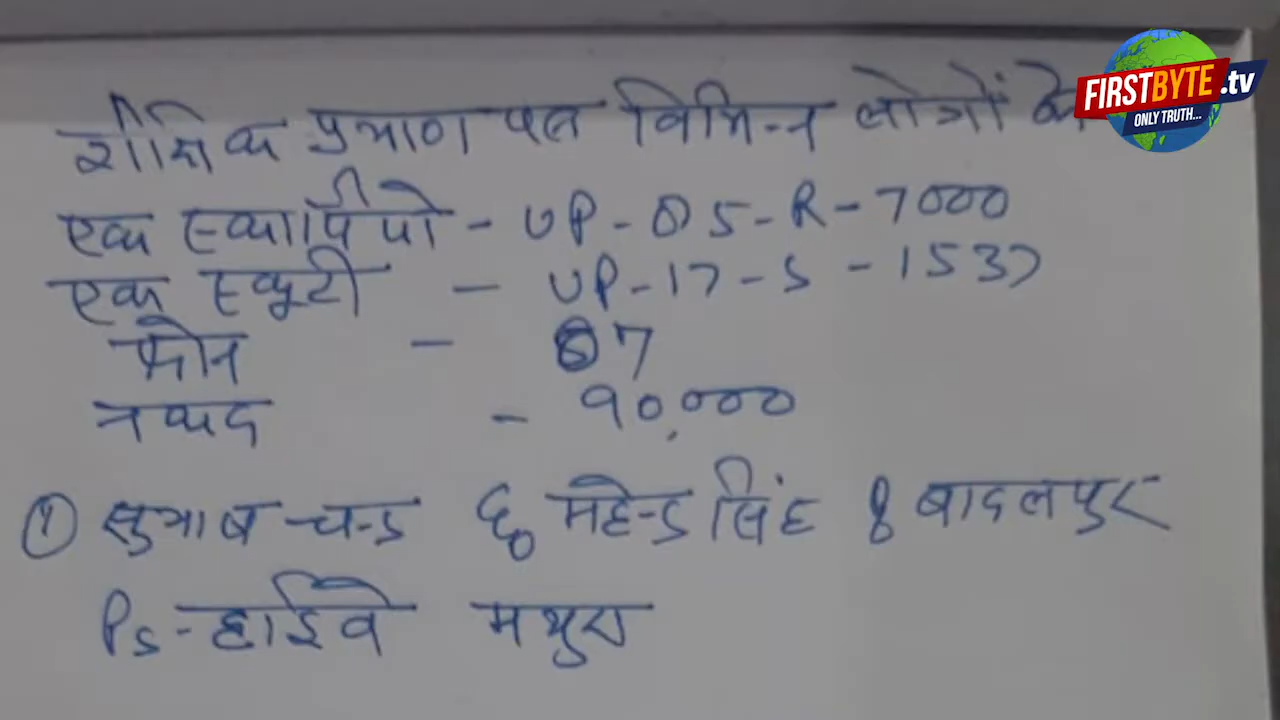 शैक्षिक प्रमाण पत्र विभिन्न लोगों के
एक स्कार्पियो - UP-85-R-7000
एक स्कूटी - UP-17-S-1537
फोन - 07
नकद - 90,000
① सुभाष चन्द्र S/o महेन्द्र सिंह R/o बादलपुर
PS-हाईवे मथुरा
FIRSTBYTE.tv
ONLY TRUTH...